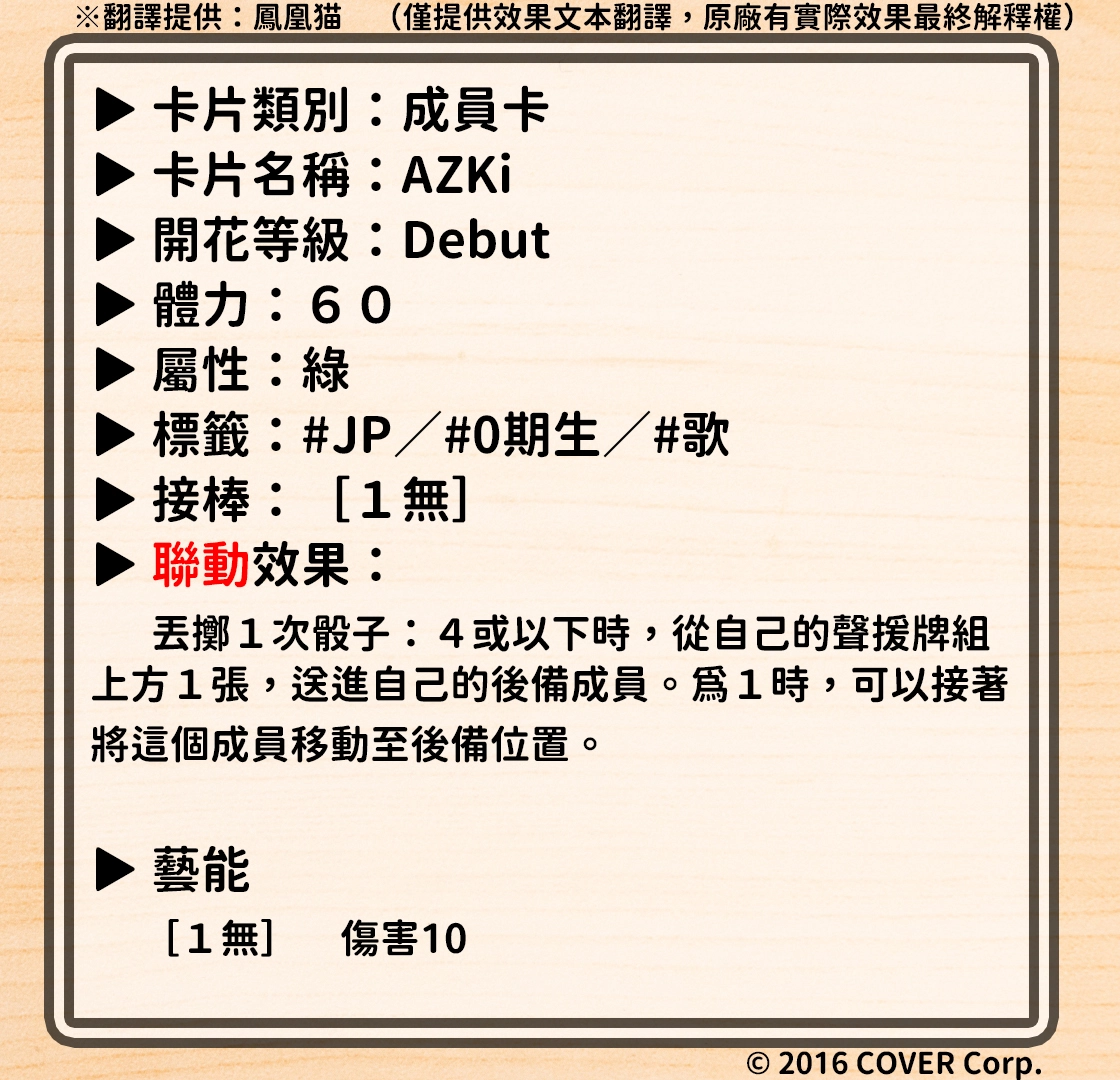 ※翻譯提供：鳳凰猫　（僅提供效果文本翻譯，原廠有實際效果最終解釋權）
▶ 卡片類別：成員卡
▶ 卡片名稱：AZKi
▶ 開花等級：Debut
▶ 體力：６０
▶ 屬性：綠
▶ 標籤：#JP／#0期生／#歌
▶ 接棒：［１無］
▶ 聯動效果：
丟擲１次骰子：４或以下時，從自己的聲援牌組
上方１張，送進自己的後備成員。爲１時，可以接著
將這個成員移動至後備位置。
▶ 藝能
［１無］　傷害10
© 2016 COVER Corp.